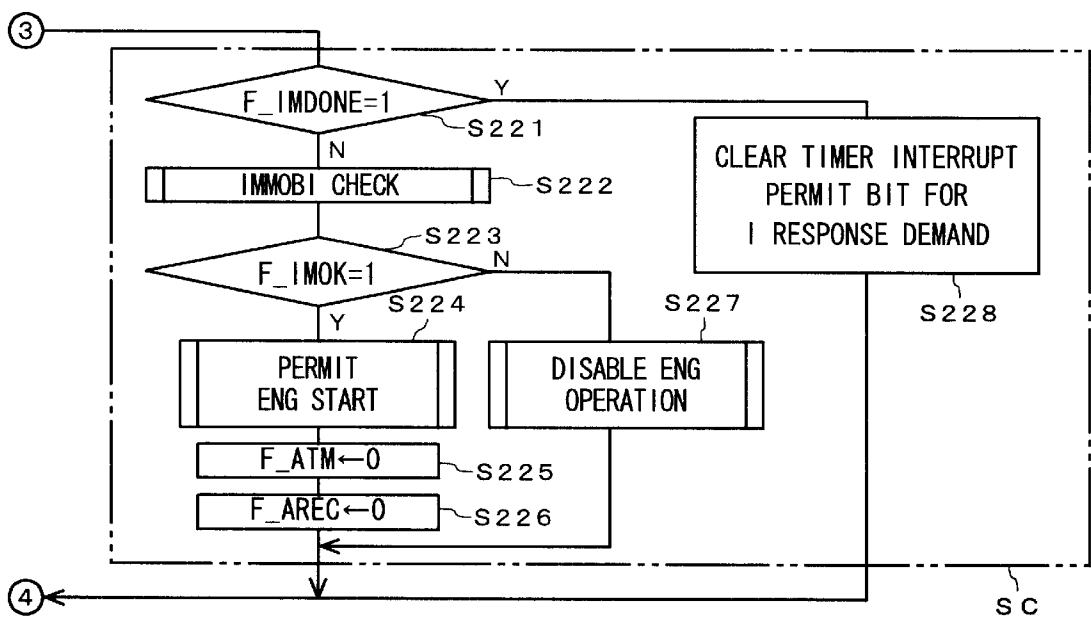 3
F_IMDONE=1
Y
S221
N
IMMOBI CHECK
S222
CLEAR TIMER INTERRUPT
PERMIT BIT FOR
I RESPONSE DEMAND
S228
S223
F_IMOK=1
N
Y
S224
PERMIT
ENG START
S227
DISABLE ENG
OPERATION
F_ATM←0
S225
F_AREC←0
S226
4
SC